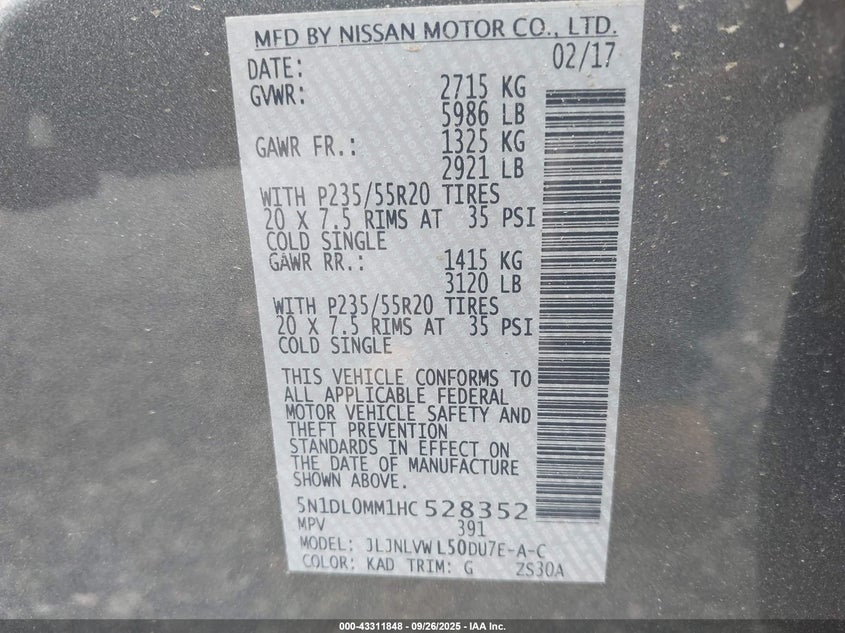 MFD BY NISSAN MOTOR CO., LTD.
DATE: 02/17
GVWR: 2715 KG
5986 LB
GAWR FR.: 1325 KG
2921 LB
WITH P235/55R20 TIRES
20 X 7.5 RIMS AT 35 PSI
COLD SINGLE
GAWR RR.: 1415 KG
3120 LB
WITH P235/55R20 TIRES
20 X 7.5 RIMS AT 35 PSI
COLD SINGLE
THIS VEHICLE CONFORMS TO
ALL APPLICABLE FEDERAL
MOTOR VEHICLE SAFETY AND
THEFT PREVENTION
STANDARDS IN EFFECT ON
THE DATE OF MANUFACTURE
SHOWN ABOVE.
5N1DL0MM1HC528352
MPV 391
MODEL: JLJNLVWL50DU7E-A-C
COLOR: KAD TRIM: G ZS30A
000-43311848 - 09/26/2025 - IAA Inc.